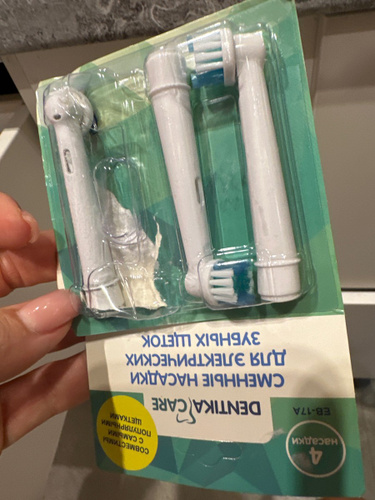 4
НАСАДКИ
EB-17A
DENTIKA CARE
СМЕННЫЕ НАСАДКИ
ДЛЯ ЭЛЕКТРИЧЕСКИХ
ЗУБНЫХ ЩЕТОК
СОВМЕСТИМЫ
С САМЫМИ
ПОПУЛЯРНЫМИ
ЩЕТКАМИ